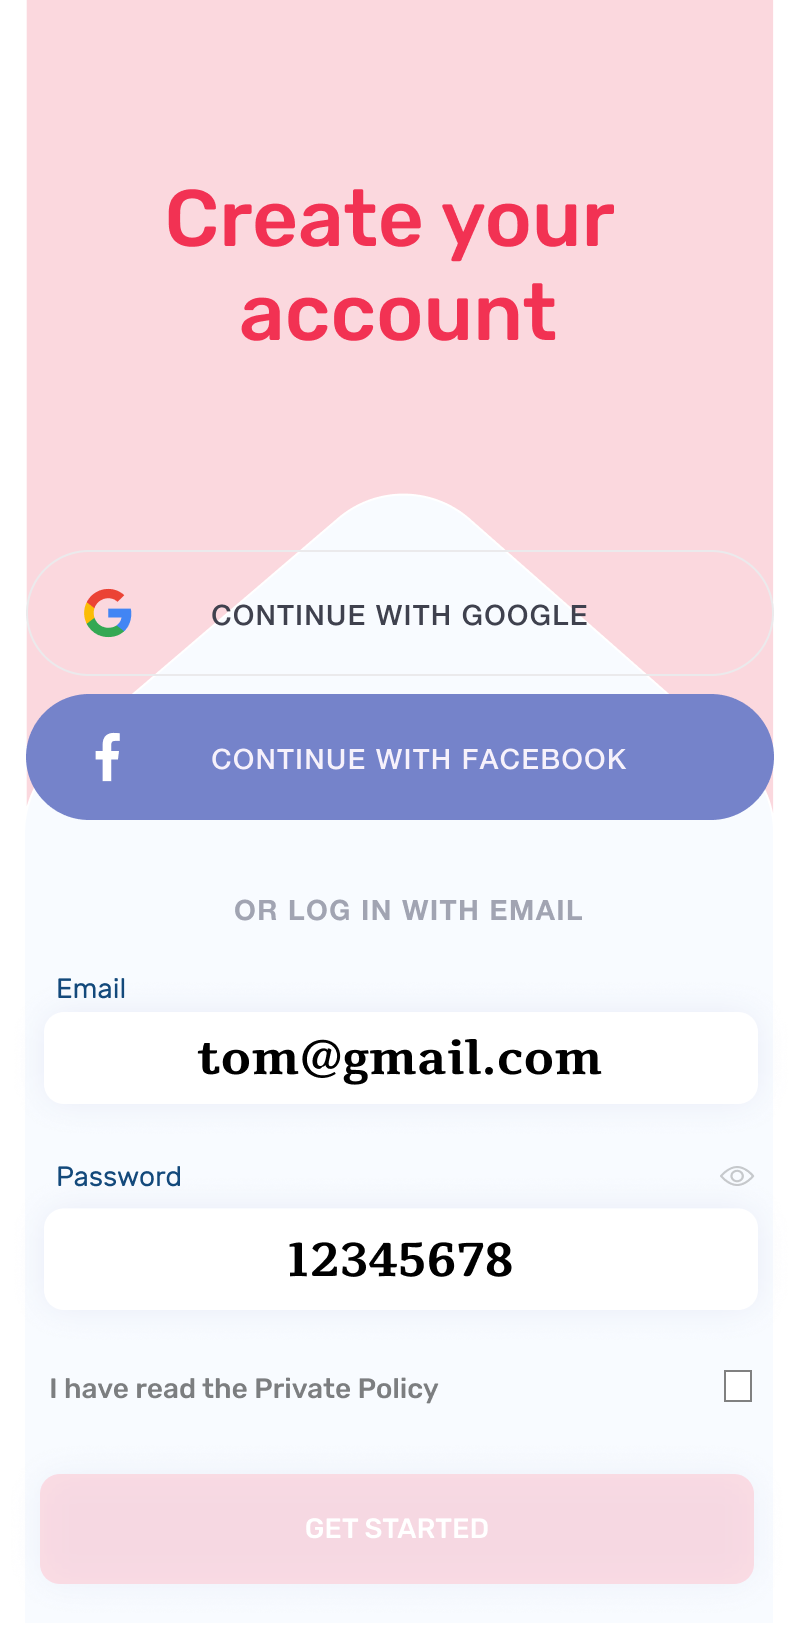 Create your
account
CONTINUE WITH GOOGLE
CONTINUE WITH FACEBOOK
OR LOG IN WITH EMAIL
Email
tom@gmail.com
Password
12345678
I have read the Private Policy
GET STARTED